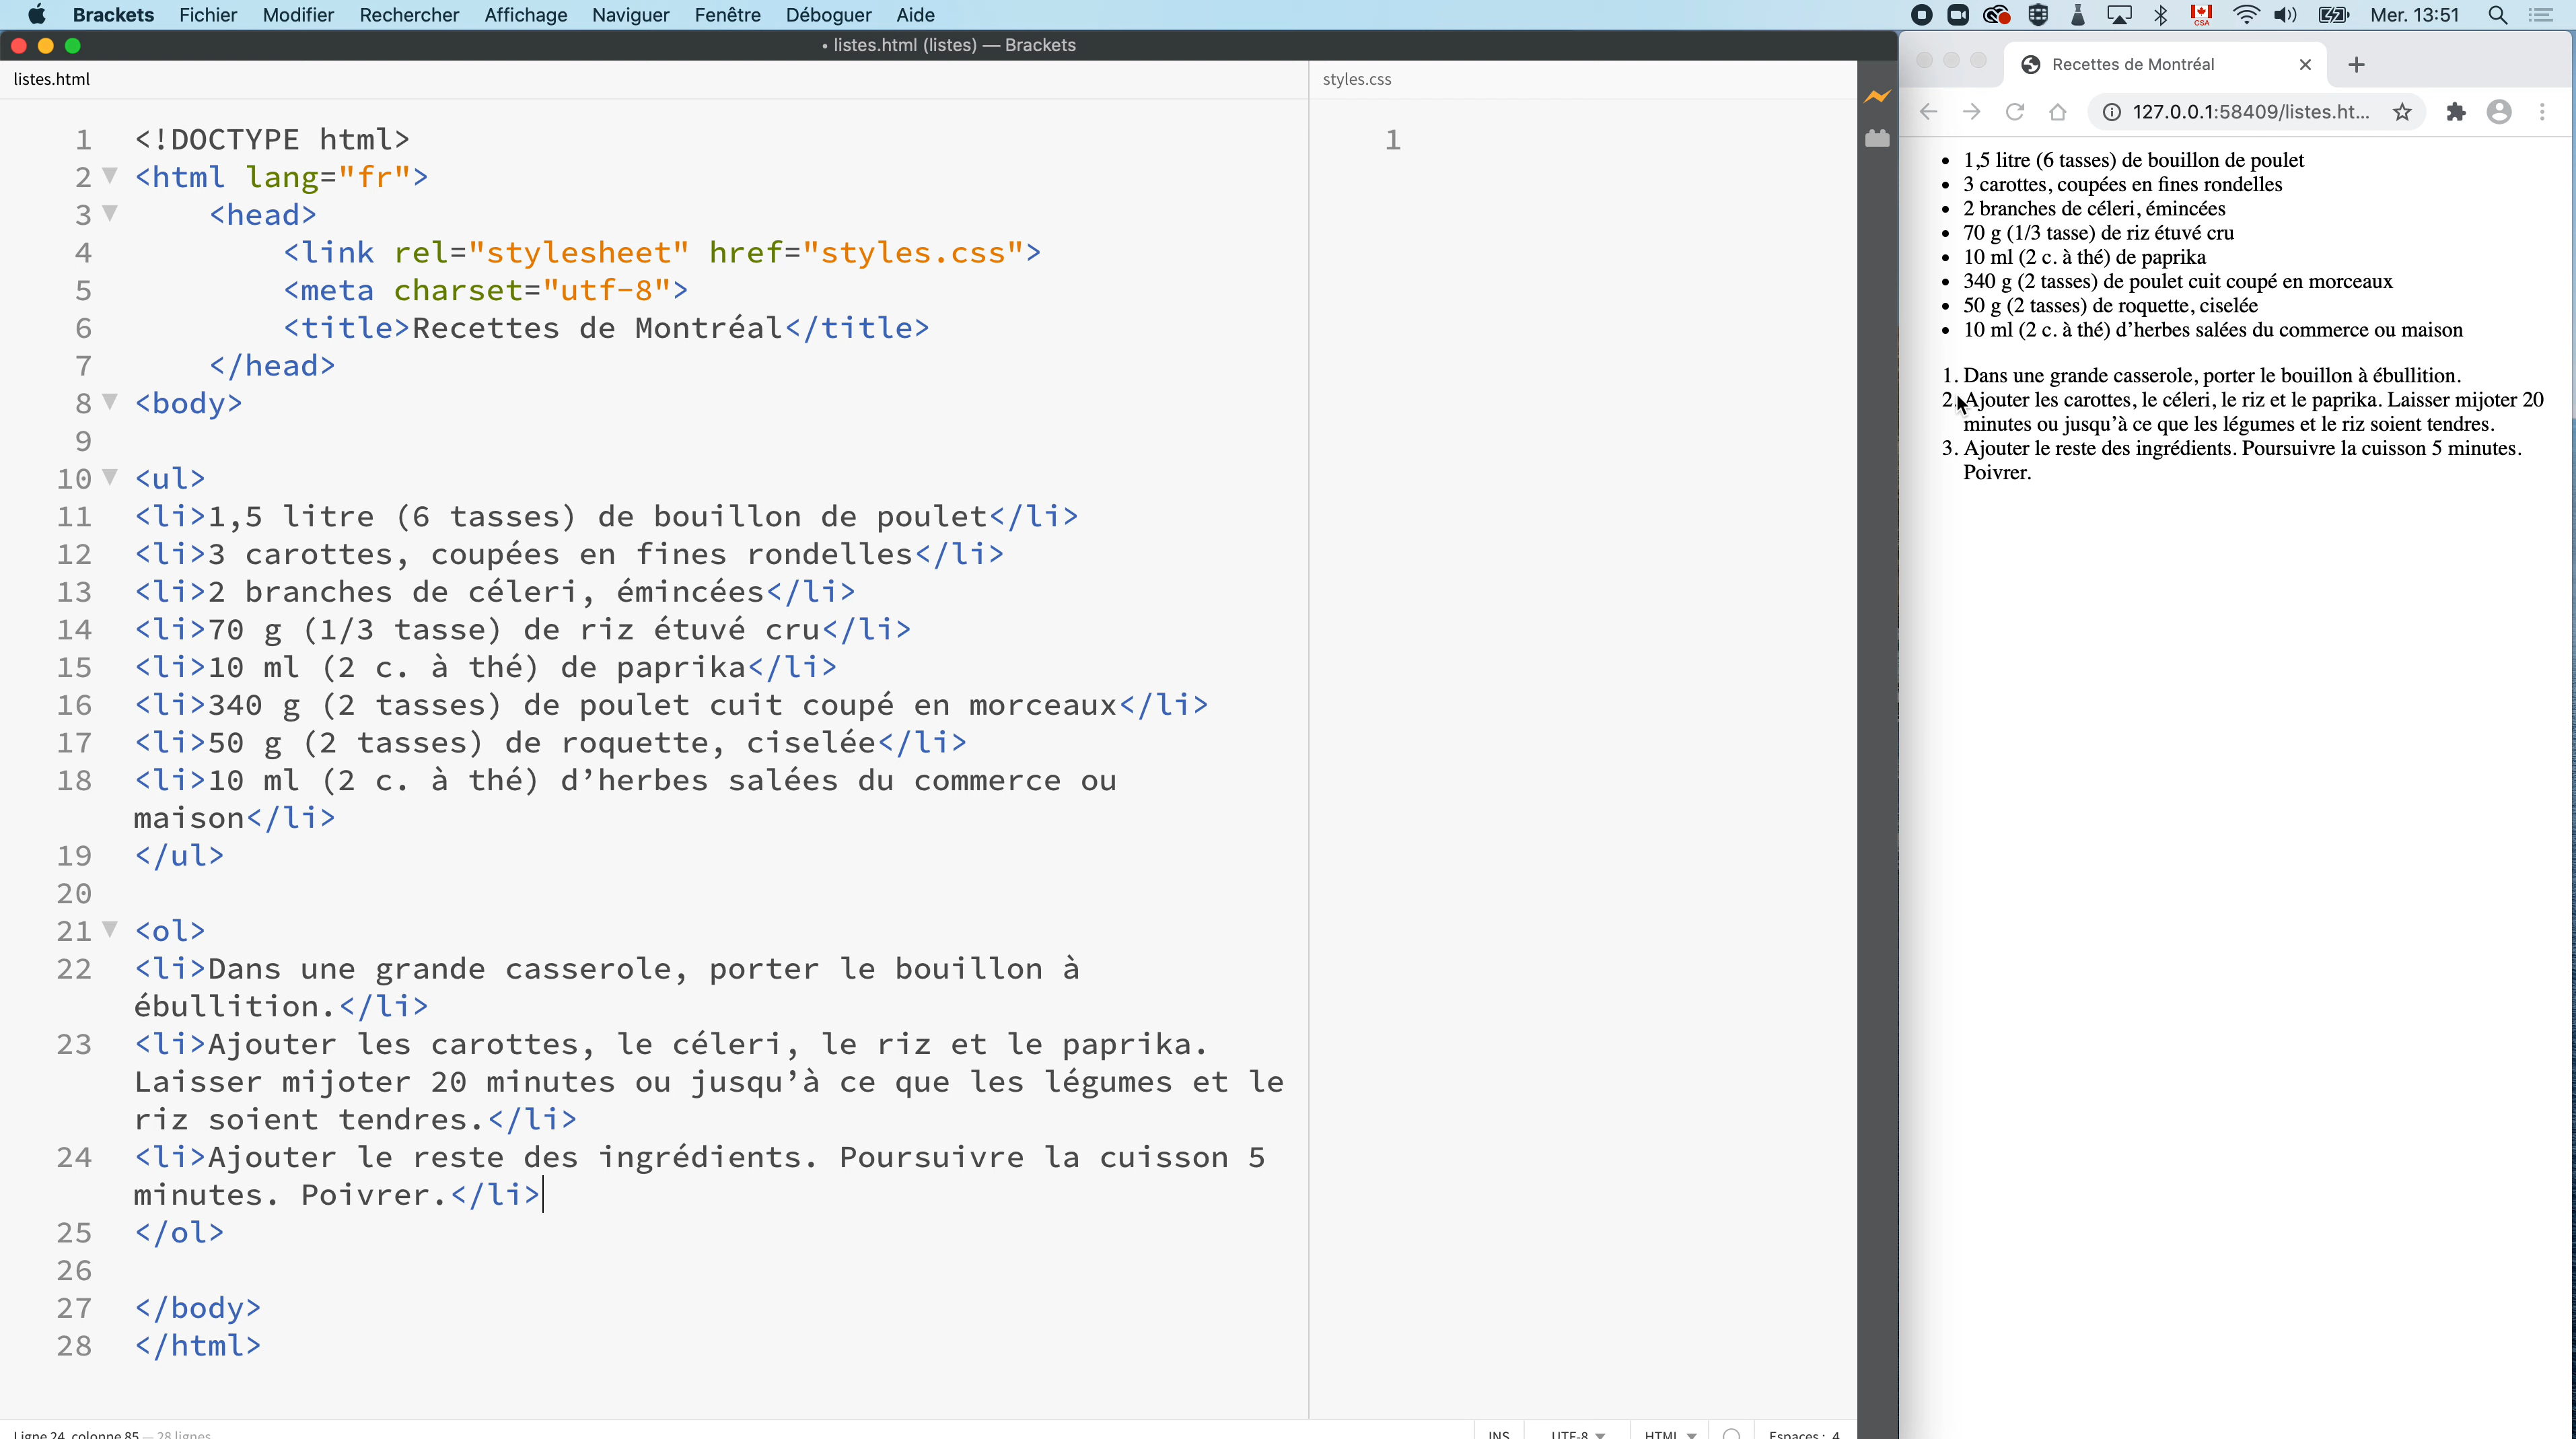 Brackets Fichier Modifier Rechercher Affichage Naviguer Fenêtre Déboguer Aide
CSA
Mer. 13:51
• listes.html (listes) — Brackets
listes.html
styles.css
1 <!DOCTYPE html>
2 <html lang="fr">
3 <head>
4 <link rel="stylesheet" href="styles.css">
5 <meta charset="utf-8">
6 <title>Recettes de Montréal</title>
7 </head>
8 <body>
9
10 <ul>
11 <li>1,5 litre (6 tasses) de bouillon de poulet</li>
12 <li>3 carottes, coupées en fines rondelles</li>
13 <li>2 branches de céleri, émincées</li>
14 <li>70 g (1/3 tasse) de riz étuvé cru</li>
15 <li>10 ml (2 c. à thé) de paprika</li>
16 <li>340 g (2 tasses) de poulet cuit coupé en morceaux</li>
17 <li>50 g (2 tasses) de roquette, ciselée</li>
18 <li>10 ml (2 c. à thé) d’herbes salées du commerce ou
maison</li>
19 </ul>
20
21 <ol>
22 <li>Dans une grande casserole, porter le bouillon à
ébullition.</li>
23 <li>Ajouter les carottes, le céleri, le riz et le paprika.
Laisser mijoter 20 minutes ou jusqu’à ce que les légumes et le
riz soient tendres.</li>
24 <li>Ajouter le reste des ingrédients. Poursuivre la cuisson 5
minutes. Poivrer.</li>
25 </ol>
26
27 </body>
28 </html>
1
Ligne 24, colonne 85 — 28 lignes
INS UTF-8 HTML Espaces : 4
Recettes de Montréal
127.0.0.1:58409/listes.ht...
• 1,5 litre (6 tasses) de bouillon de poulet
• 3 carottes, coupées en fines rondelles
• 2 branches de céleri, émincées
• 70 g (1/3 tasse) de riz étuvé cru
• 10 ml (2 c. à thé) de paprika
• 340 g (2 tasses) de poulet cuit coupé en morceaux
• 50 g (2 tasses) de roquette, ciselée
• 10 ml (2 c. à thé) d’herbes salées du commerce ou maison
1. Dans une grande casserole, porter le bouillon à ébullition.
2. Ajouter les carottes, le céleri, le riz et le paprika. Laisser mijoter 20
minutes ou jusqu’à ce que les légumes et le riz soient tendres.
3. Ajouter le reste des ingrédients. Poursuivre la cuisson 5 minutes.
Poivrer.